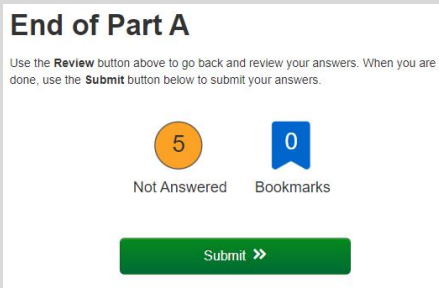 End of Part A
Use the Review button above to go back and review your answers. When you are
done, use the Submit button below to submit your answers.
5
0
Not Answered
Bookmarks
Submit »